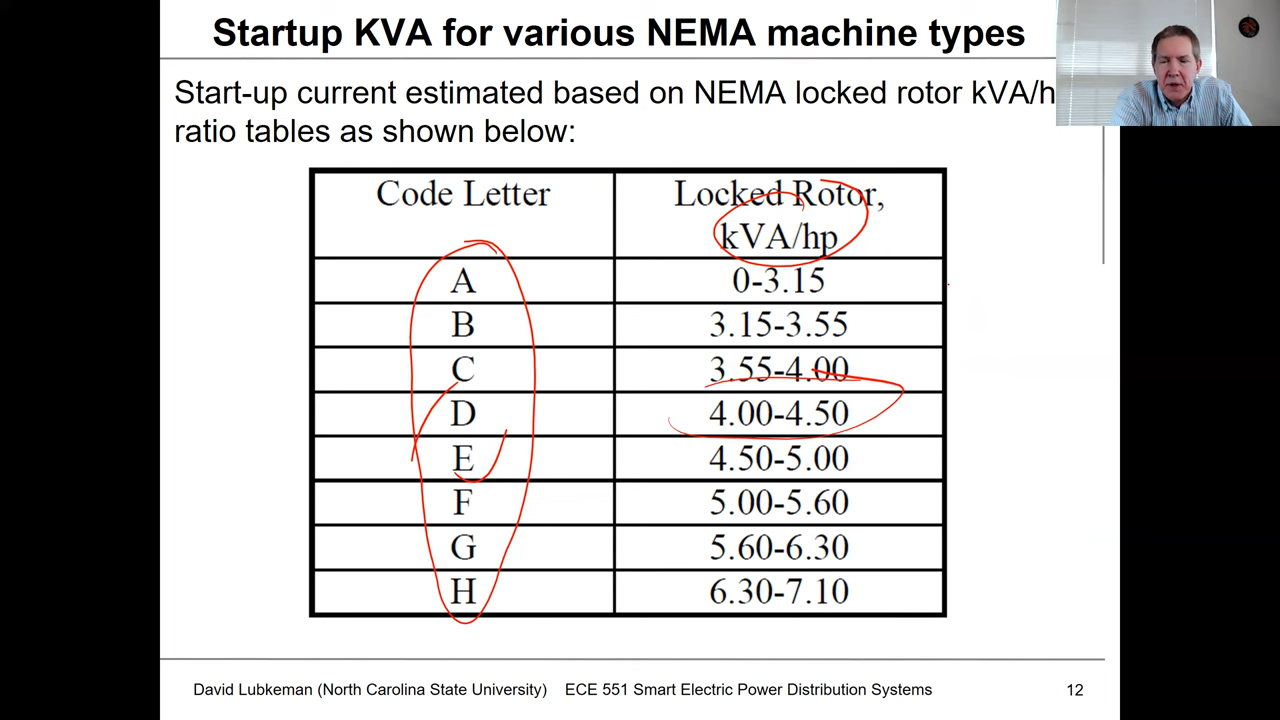 Startup KVA for various NEMA machine types
Start-up current estimated based on NEMA locked rotor kVA/h
ratio tables as shown below:
Code Letter Locked Rotor,
kVA/hp
A 0-3.15
B 3.15-3.55
C 3.55-4.00
D 4.00-4.50
E 4.50-5.00
F 5.00-5.60
G 5.60-6.30
H 6.30-7.10
David Lubkeman (North Carolina State University) ECE 551 Smart Electric Power Distribution Systems 12